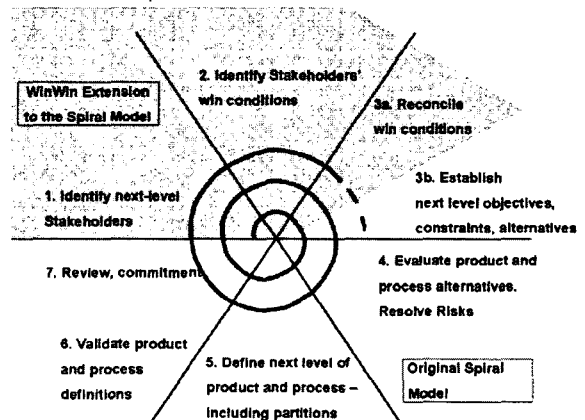 WinWin Extension
to the Spiral Model
2. Identify Stakeholders'
win conditions
3a. Reconcile
win conditions
1. Identify next-level
Stakeholders
3b. Establish
next level objectives,
constraints, alternatives
7. Review, commitment
4. Evaluate product and
process alternatives.
Resolve Risks
6. Validate product
and process
definitions
5. Define next level of
product and process –
including partitions
Original Spiral
Model